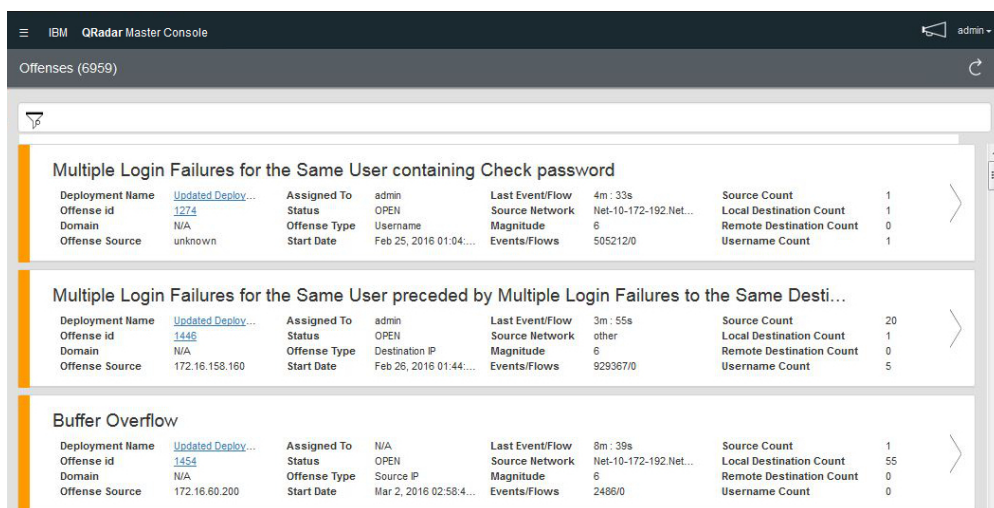 IBM QRadar Master Console admin
Offenses (6959)
Multiple Login Failures for the Same User containing Check password
Deployment Name Updated Deploy... Assigned To admin Last Event/Flow 4m : 33s Source Count 1
Offense id 1274 Status OPEN Source Network Net-10-172-192.Net... Local Destination Count 1
Domain N/A Offense Type Username Magnitude 6 Remote Destination Count 0
Offense Source unknown Start Date Feb 25, 2016 01:04:... Events/Flows 505212/0 Username Count 1
Multiple Login Failures for the Same User preceded by Multiple Login Failures to the Same Desti...
Deployment Name Updated Deploy... Assigned To admin Last Event/Flow 3m : 55s Source Count 20
Offense id 1446 Status OPEN Source Network other Local Destination Count 1
Domain N/A Offense Type Destination IP Magnitude 6 Remote Destination Count 0
Offense Source 172.16.158.160 Start Date Feb 26, 2016 01:44:... Events/Flows 929367/0 Username Count 5
Buffer Overflow
Deployment Name Updated Deploy... Assigned To N/A Last Event/Flow 8m : 39s Source Count 1
Offense id 1454 Status OPEN Source Network Net-10-172-192.Net... Local Destination Count 55
Domain N/A Offense Type Source IP Magnitude 6 Remote Destination Count 0
Offense Source 172.16.60.200 Start Date Mar 2, 2016 02:58:4... Events/Flows 2486/0 Username Count 0